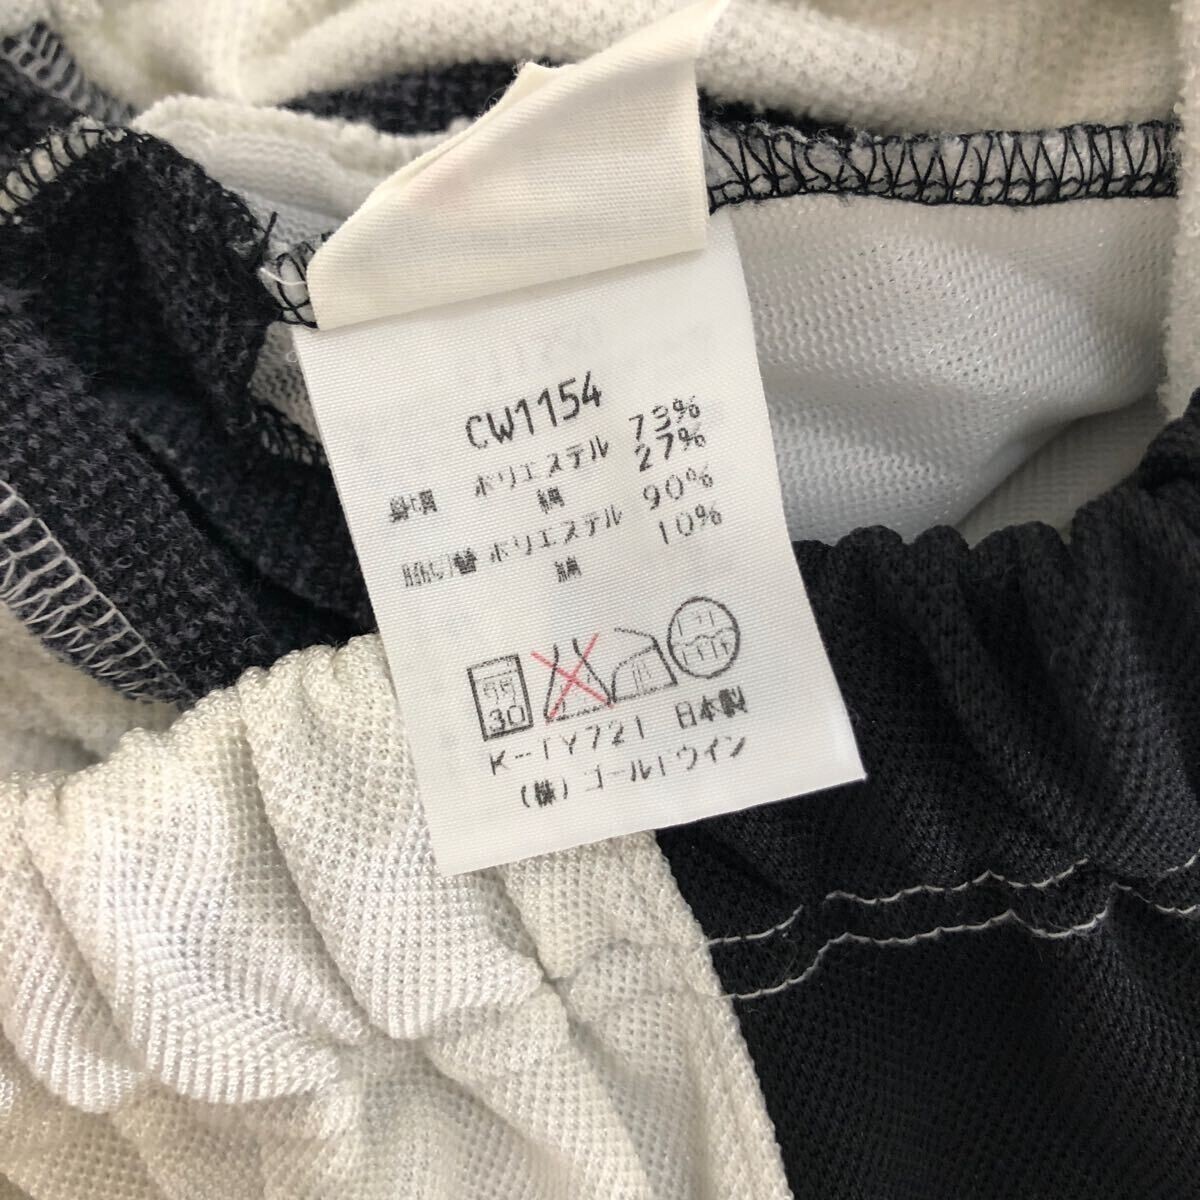 CW1154
身頃 ポリエステル 73%
綿 27%
脇切替 ポリエステル 90%
綿 10%
30
K-TY721 日本製
(株)ゴールドウイン